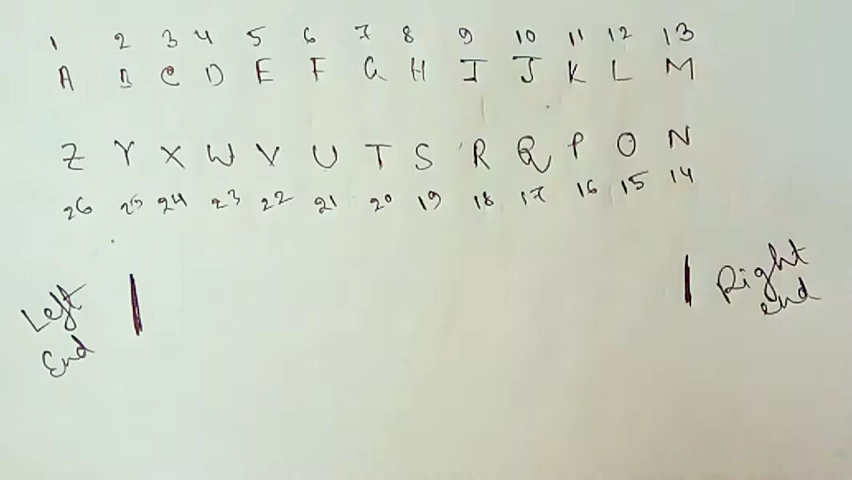 1 2 3 4 5 6 7 8 9 10 11 12 13
A B C D E F G H I J K L M
Z Y X W V U T S R Q P O N
26 25 24 23 22 21 20 19 18 17 16 15 14
Left
End
Right
end